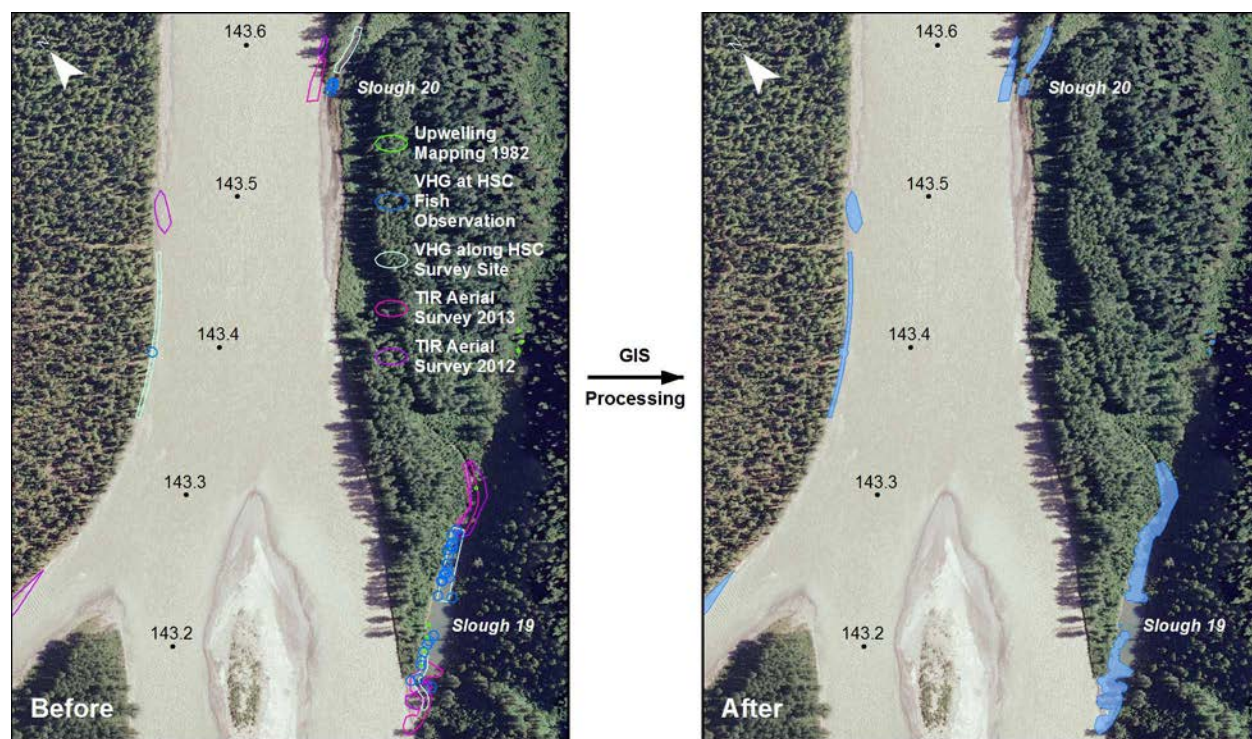 143.6
Slough 20
Upwelling
Mapping 1982
143.5
VHG at HSC
Fish
Observation
VHG along HSC
Survey Site
TIR Aerial
Survey 2013
143.4
TIR Aerial
Survey 2012
143.3
Slough 19
143.2
Before
GIS
Processing
N
143.6
Slough 20
143.5
143.4
143.3
Slough 19
143.2
After